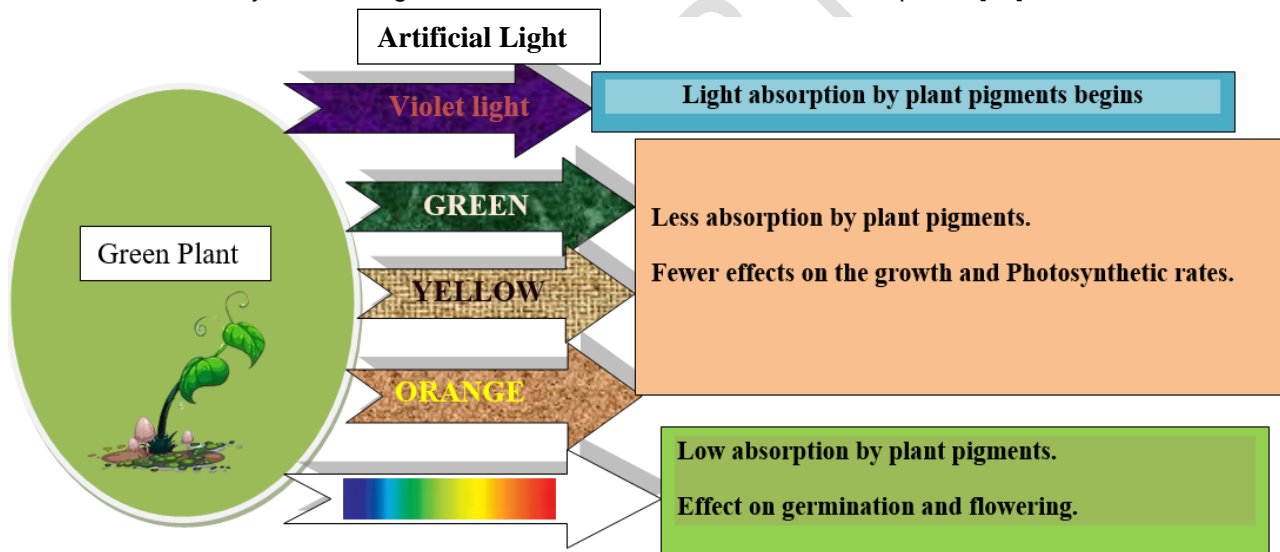 Artificial Light
Violet light
Light absorption by plant pigments begins
GREEN
Less absorption by plant pigments.
Green Plant
Fewer effects on the growth and Photosynthetic rates.
YELLOW
ORANGE
Low absorption by plant pigments.
Effect on germination and flowering.